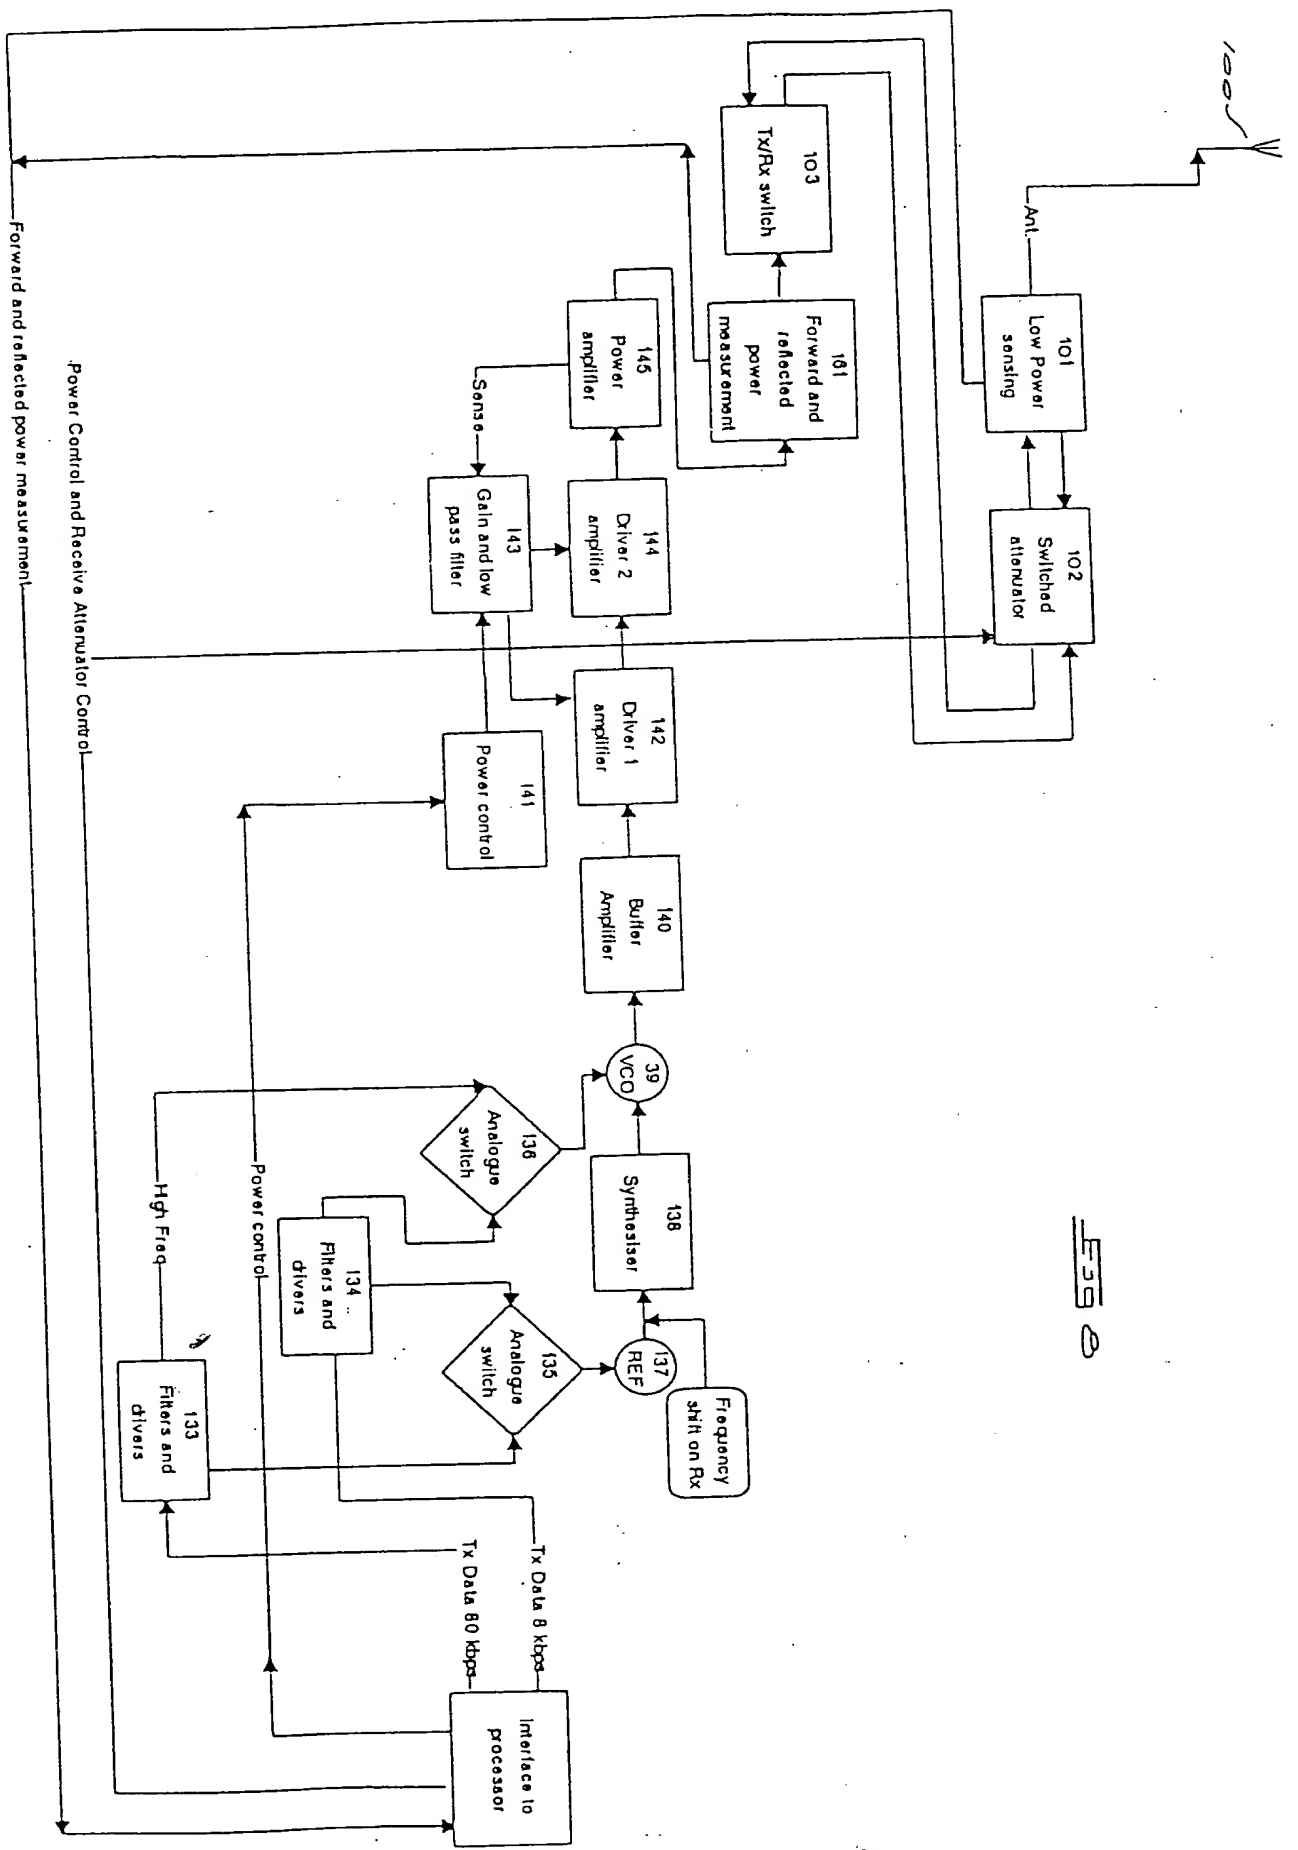 100
Fig 8
Ant.
101
Low Power
sensing
102
Switched
attenuator
103
Tx/Rx switch
161
Forward and
reflected
power
measurement
Frequency
shift on Rx
145
Power
amplifier
144
Driver 2
amplifier
142
Driver 1
amplifier
140
Buffer
Amplifier
39
VCO
138
Synthesiser
137
REF
Sense
143
Gain and low
pass filter
141
Power control
136
Analogue
switch
135
Analogue
switch
Tx Data 8 kbps
Tx Data 80 kbps
Interface to
processor
134
Filters and
drivers
Power control
High Freq
133
Filters and
drivers
Power Control and Receive Attenuator Control
Forward and reflected power measurement